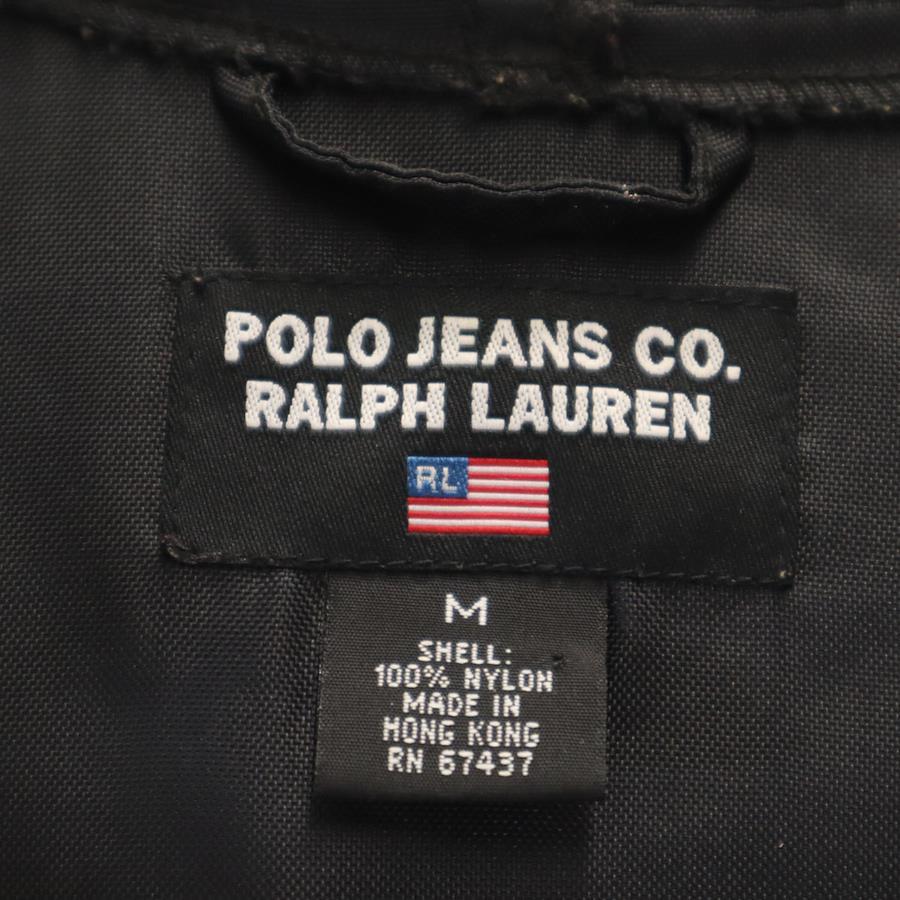 POLO JEANS CO.
RALPH LAUREN
RL
M
SHELL:
100% NYLON
MADE IN
HONG KONG
RN 67437